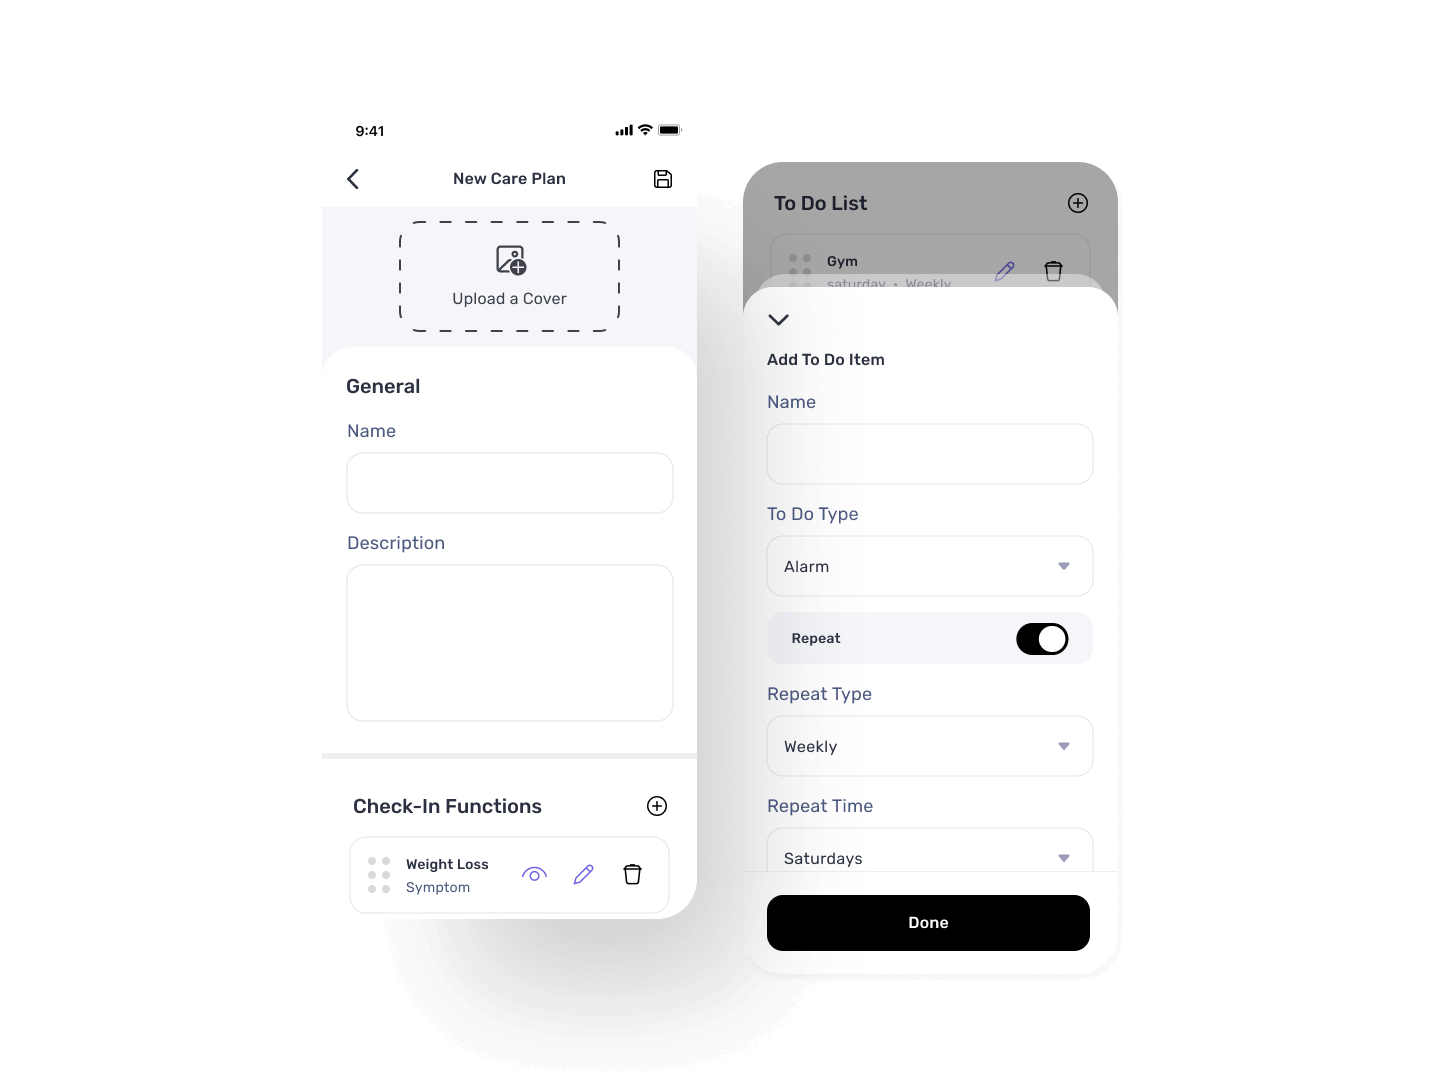 9:41
New Care Plan
Upload a Cover
General
Name
Description
Check-In Functions
Weight Loss
Symptom
To Do List
Gym
saturday • Weekly
Add To Do Item
Name
To Do Type
Alarm
Repeat
Repeat Type
Weekly
Repeat Time
Saturdays
Done